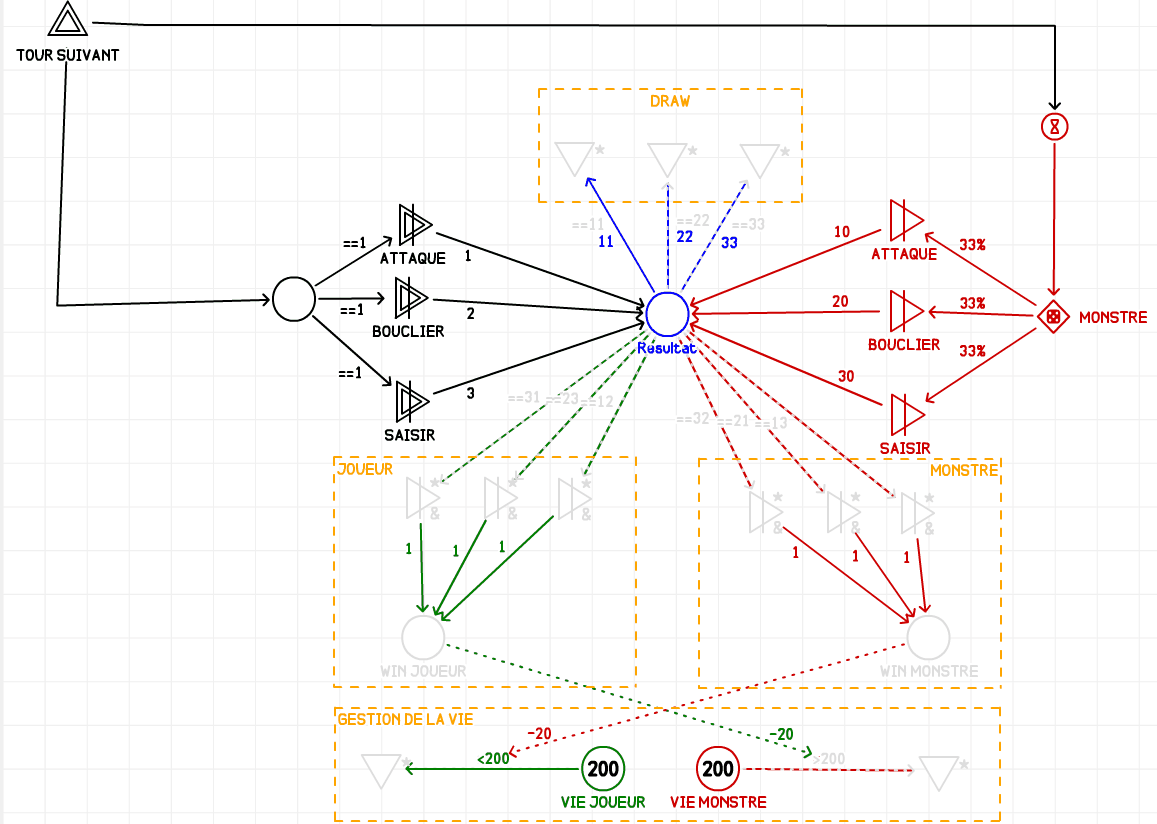 TOUR SUIVANT
DRAW
* * *
==11 ==22 ==33
11 22 33
==1 ATTAQUE 1
==1 BOUCLIER 2
==1 SAISIR 3
Resultat
10 ATTAQUE 33%
20 BOUCLIER 33%
30 SAISIR 33%
MONSTRE
==31 ==23 ==12
==32 ==21 ==13
JOUEUR
* * *
& & &
1 1 1
WIN JOUEUR
MONSTRE
* * *
& & &
1 1 1
WIN MONSTRE
GESTION DE LA VIE
-20 -20
* <200 200 200 >200 *
VIE JOUEUR VIE MONSTRE